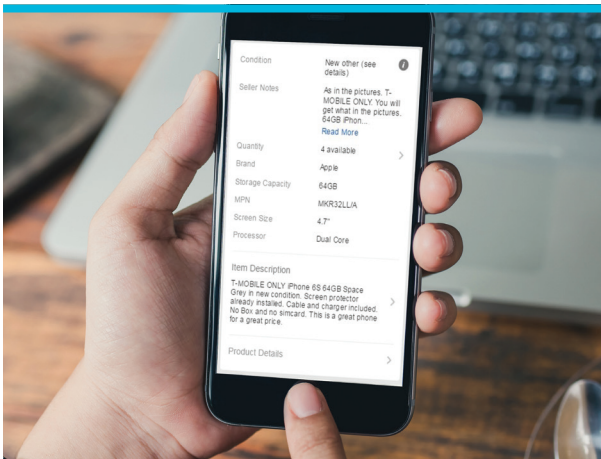 Condition
New other (see
details)
Seller Notes
As in the pictures. T-
MOBILE ONLY. You will
get what in the pictures.
64GB iPhon...
Read More
Quantity
4 available
Brand
Apple
Storage Capacity
64GB
MPN
MKR32LL/A
Screen Size
4.7"
Processor
Dual Core
Item Description
T-MOBILE ONLY iPhone 6S 64GB Space
Grey in new condition. Screen protector
already installed. Cable and charger included.
No Box and no simcard. This is a great phone
for a great price.
Product Details